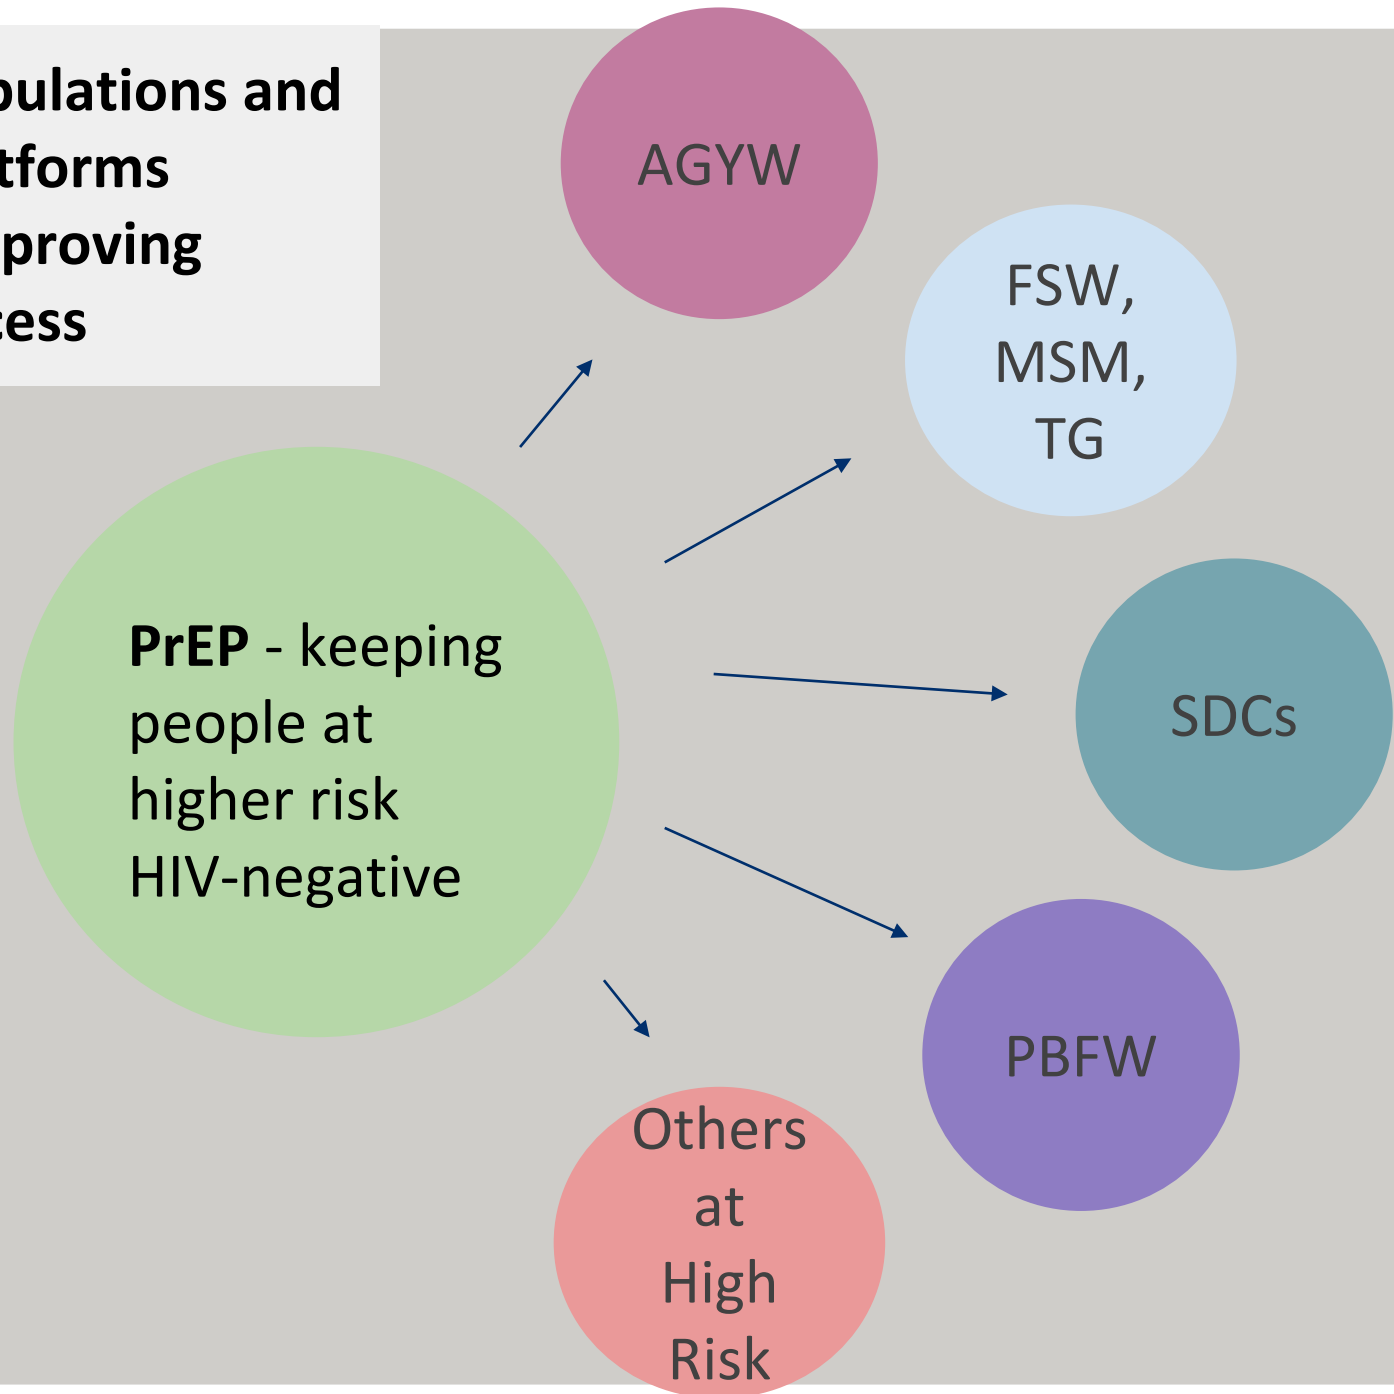 pulations and
tforms
proving
cess
AGYW
FSW,
MSM,
TG
PrEP - keeping
people at
higher risk
HIV-negative
SDCs
PBFW
Others
at
High
Risk